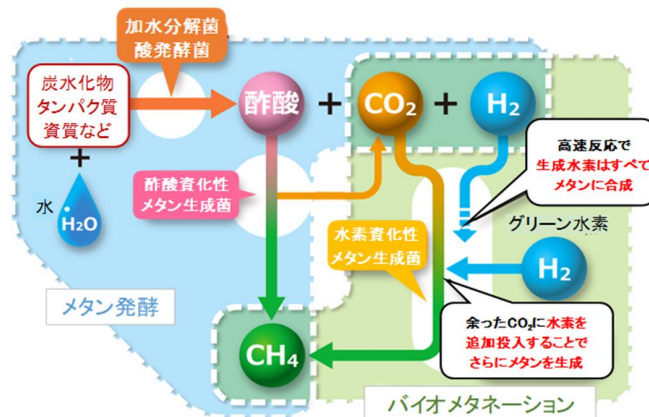 加水分解菌
酸発酵菌
炭水化物
タンパク質
資質など
+
水
H₂O
酢酸
+
CO₂
+
H₂
高速反応で
生成水素はすべて
メタンに合成
酢酸資化性
メタン生成菌
水素資化性
メタン生成菌
グリーン水素
H₂
メタン発酵
余ったCO₂に水素を
追加投入することで
さらにメタンを生成
CH₄
バイオメタネーション